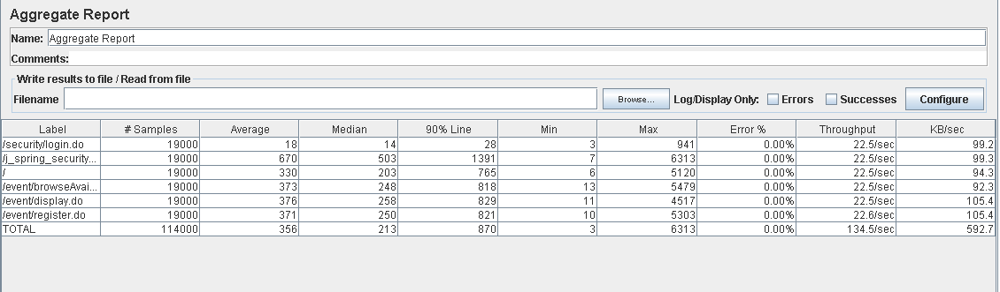 Aggregate Report
Name: Aggregate Report
Comments:
Write results to file / Read from file
Filename Browse... Log/Display Only: Errors Successes Configure
Label # Samples Average Median 90% Line Min Max Error % Throughput KB/sec
/security/login.do 19000 18 14 28 3 941 0.00% 22.5/sec 99.2
/j_spring_security... 19000 670 503 1391 7 6313 0.00% 22.5/sec 99.3
/ 19000 330 203 765 6 5120 0.00% 22.5/sec 94.3
/event/browseAvai... 19000 373 248 818 13 5479 0.00% 22.5/sec 92.3
/event/display.do 19000 376 258 829 11 4517 0.00% 22.5/sec 105.4
/event/register.do 19000 371 250 821 10 5303 0.00% 22.6/sec 105.4
TOTAL 114000 356 213 870 3 6313 0.00% 134.5/sec 592.7